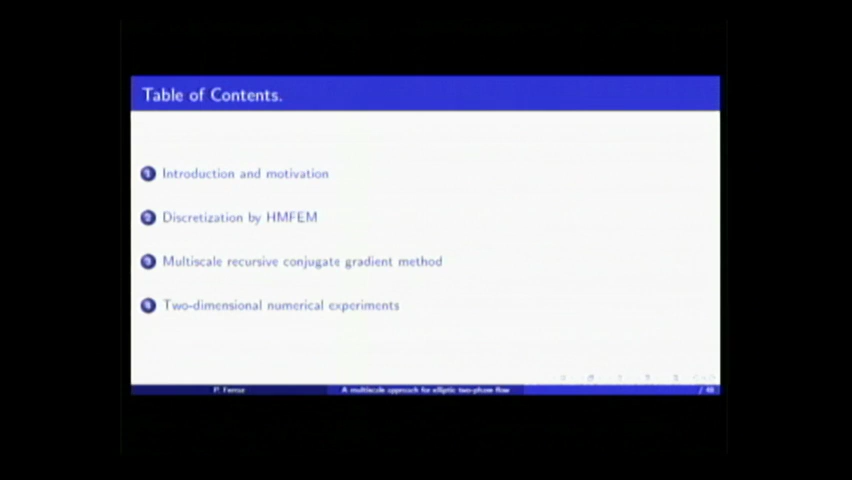 Table of Contents.
1 Introduction and motivation
2 Discretization by HMFEM
3 Multiscale recursive conjugate gradient method
4 Two-dimensional numerical experiments
A multiscale approach for elliptic two-phase flow